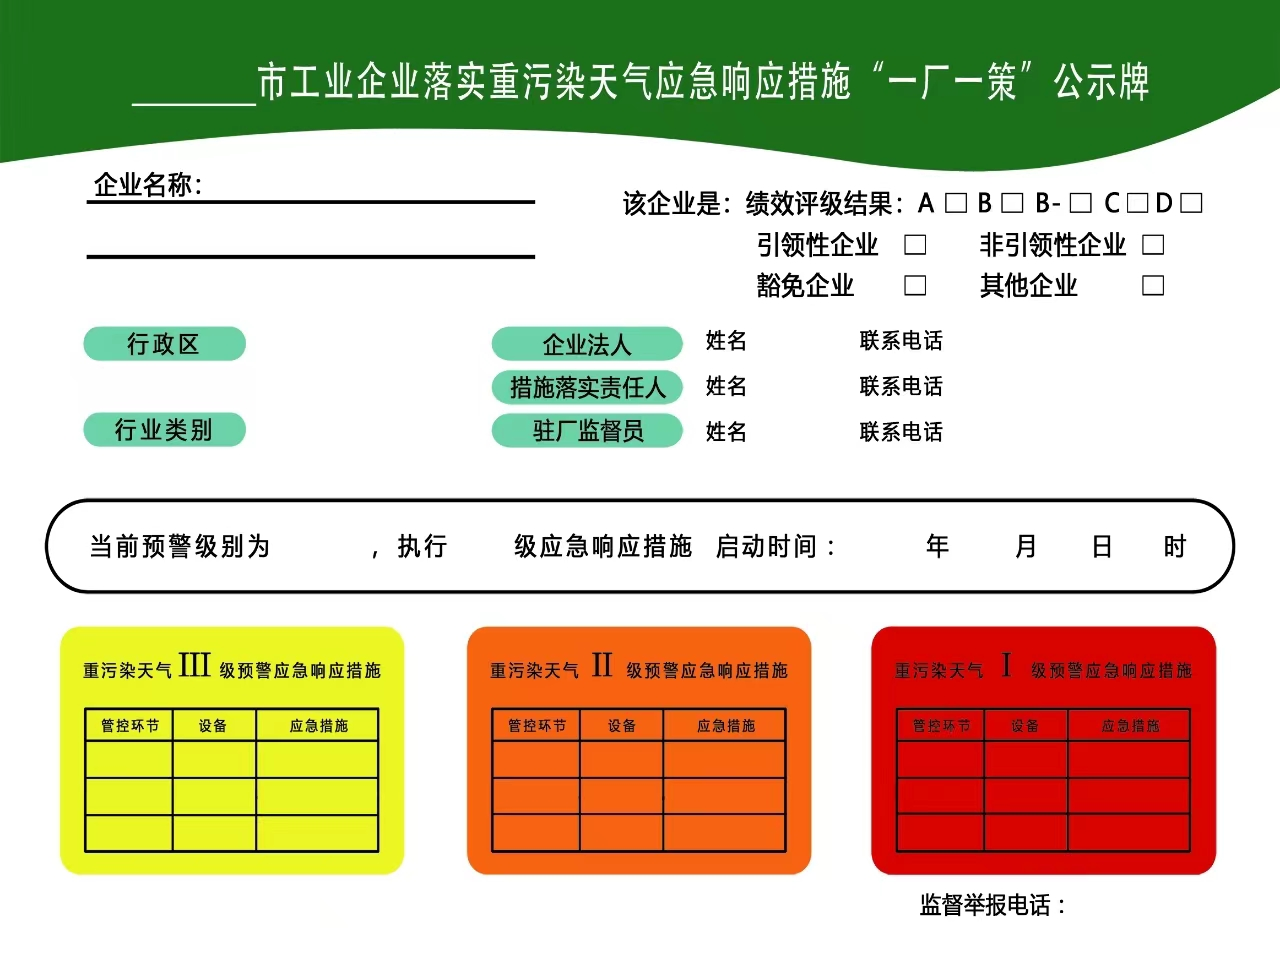 ________市工业企业落实重污染天气应急响应措施“一厂一策”公示牌
企业名称：
该企业是：绩效评级结果：A □ B □ B- □ C □ D □
引领性企业 □ 非引领性企业 □
豁免企业 □ 其他企业 □
行政区
行业类别
企业法人 姓名 联系电话
措施落实责任人 姓名 联系电话
驻厂监督员 姓名 联系电话
当前预警级别为 ，执行 级应急响应措施 启动时间： 年 月 日 时
重污染天气 III 级预警应急响应措施
管控环节 设备 应急措施
重污染天气 II 级预警应急响应措施
管控环节 设备 应急措施
重污染天气 I 级预警应急响应措施
管控环节 设备 应急措施
监督举报电话：